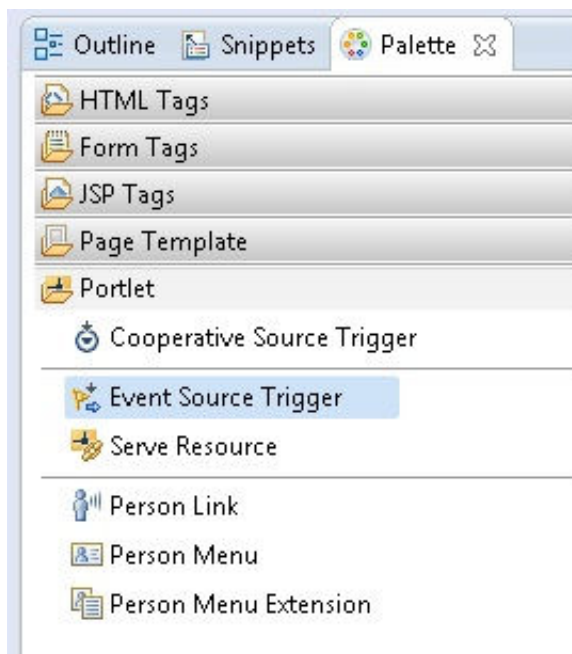 Outline Snippets Palette
HTML Tags
Form Tags
JSP Tags
Page Template
Portlet
Cooperative Source Trigger
Event Source Trigger
Serve Resource
Person Link
Person Menu
Person Menu Extension